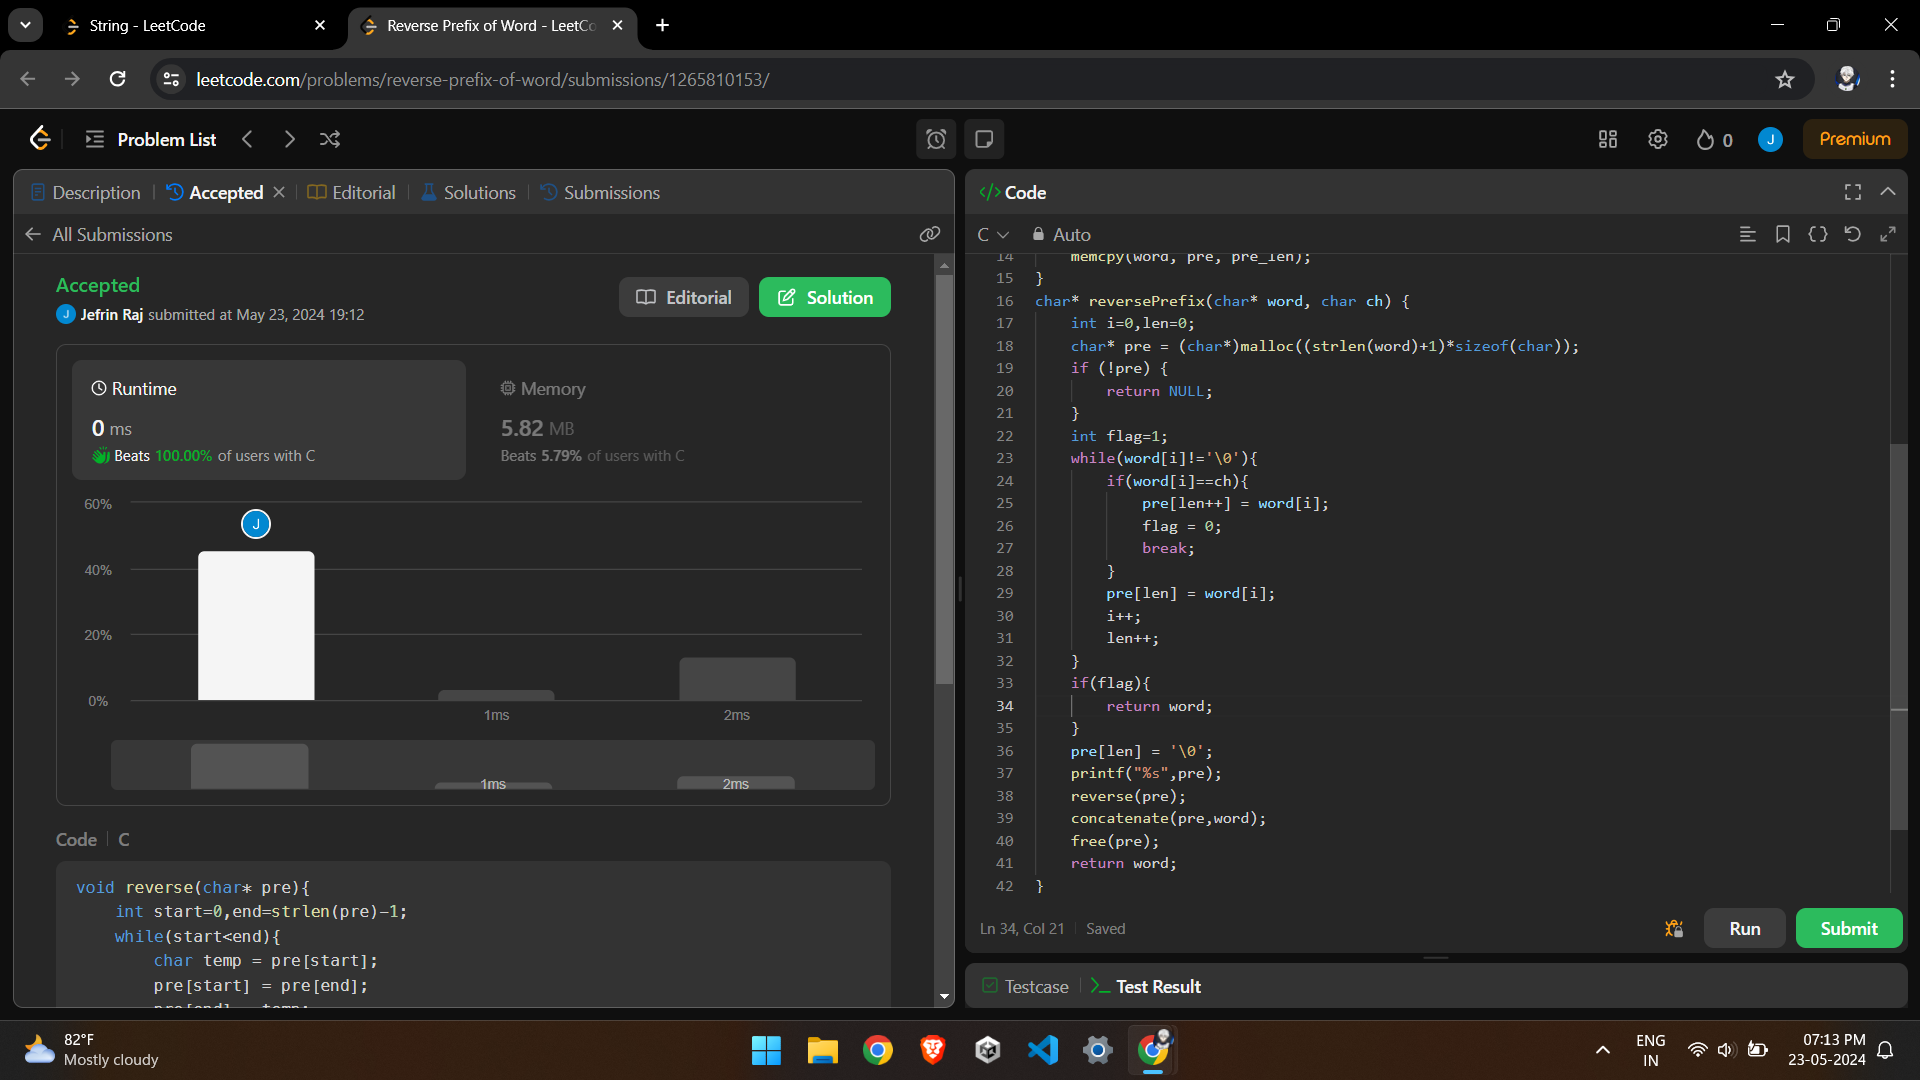 String - LeetCode
Reverse Prefix of Word - LeetCo
leetcode.com/problems/reverse-prefix-of-word/submissions/1265810153/
Problem List
0
J
Premium
Description
Accepted
Editorial
Solutions
Submissions
All Submissions
Accepted
J Jefrin Raj submitted at May 23, 2024 19:12
Editorial
Solution
Runtime
0 ms
Beats 100.00% of users with C
Memory
5.82 MB
Beats 5.79% of users with C
60%
40%
20%
0%
J
1ms
2ms
1ms
2ms
Code
C
void reverse(char* pre){
int start=0,end=strlen(pre)-1;
while(start<end){
char temp = pre[start];
pre[start] = pre[end];
pre[end] = temp;
</> Code
C
Auto
14 memcpy(word, pre, pre_len);
15 }
16 char* reversePrefix(char* word, char ch) {
17 int i=0,len=0;
18 char* pre = (char*)malloc((strlen(word)+1)*sizeof(char));
19 if (!pre) {
20 return NULL;
21 }
22 int flag=1;
23 while(word[i]!='\0'){
24 if(word[i]==ch){
25 pre[len++] = word[i];
26 flag = 0;
27 break;
28 }
29 pre[len] = word[i];
30 i++;
31 len++;
32 }
33 if(flag){
34 return word;
35 }
36 pre[len] = '\0';
37 printf("%s",pre);
38 reverse(pre);
39 concatenate(pre,word);
40 free(pre);
41 return word;
42 }
Ln 34, Col 21
Saved
Run
Submit
Testcase
Test Result
82°F
Mostly cloudy
ENG
IN
07:13 PM
23-05-2024